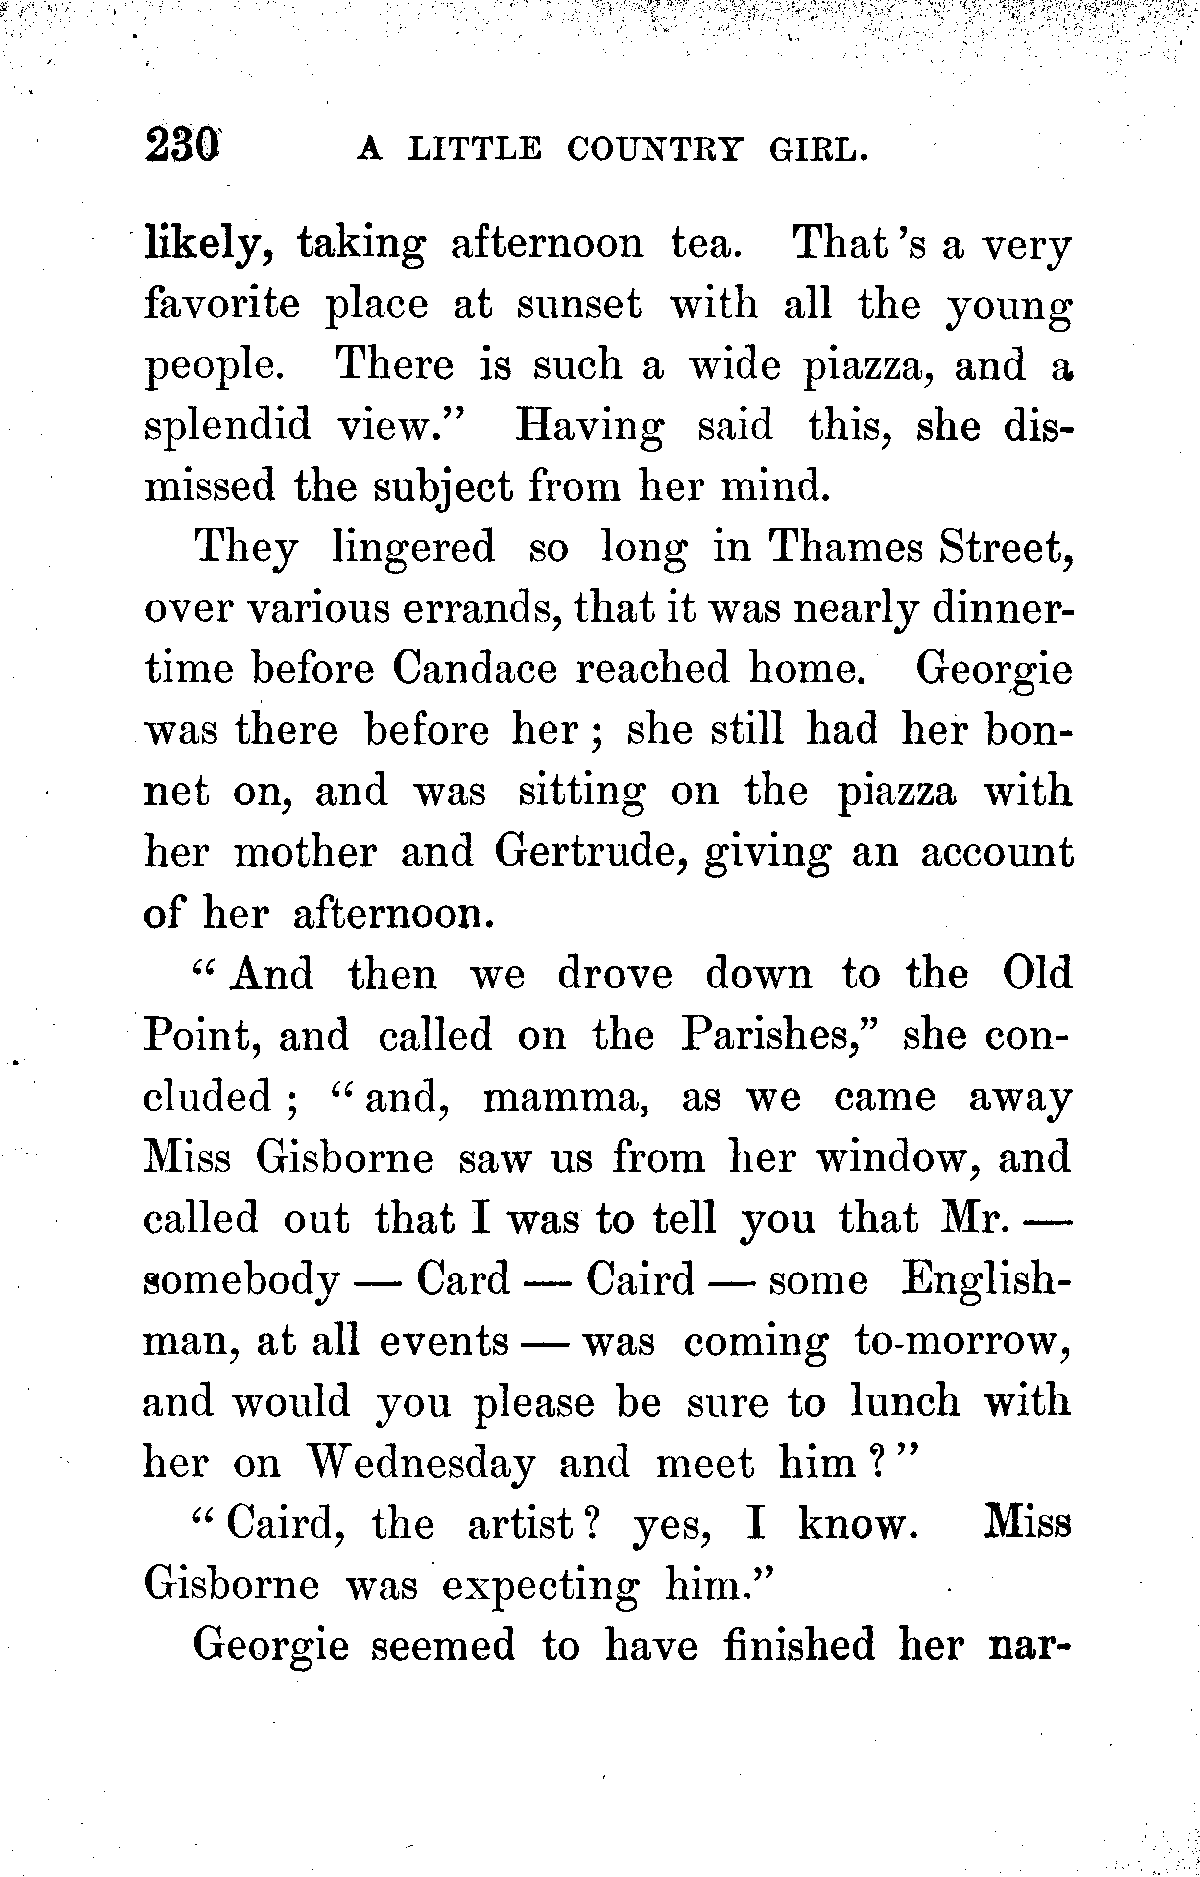 230 A LITTLE COUNTRY GIRL.
likely, taking afternoon tea. That's a very
favorite place at sunset with all the young
people. There is such a wide piazza, and a
splendid view.” Having said this, she dis-
missed the subject from her mind.
They lingered so long in Thames Street,
over various errands, that it was nearly dinner-
time before Candace reached home. Georgie
was there before her; she still had her bon-
net on, and was sitting on the piazza with
her mother and Gertrude, giving an account
of her afternoon.
“And then we drove down to the Old
Point, and called on the Parishes,” she con-
cluded; “and, mamma, as we came away
Miss Gisborne saw us from her window, and
called out that I was to tell you that Mr. —
somebody — Card — Caird — some English-
man, at all events — was coming to-morrow,
and would you please be sure to lunch with
her on Wednesday and meet him?”
“Caird, the artist? yes, I know. Miss
Gisborne was expecting him.”
Georgie seemed to have finished her nar-